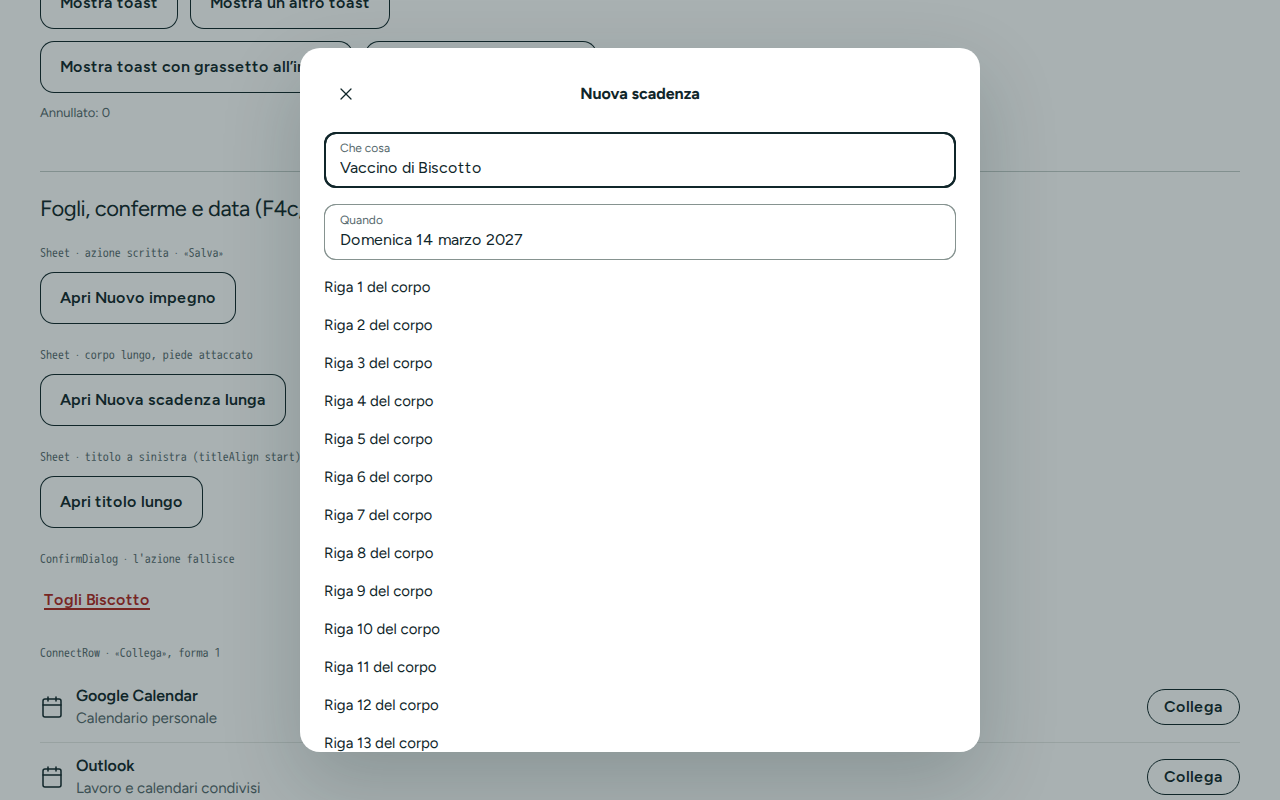 Mostra toast
Mostra un altro toast
Mostra toast con grassetto all'i
Annullato: 0
Fogli, conferme e data (F4c,
Sheet · azione scritta · «Salva»
Apri Nuovo impegno
Sheet · corpo lungo, piede attaccato
Apri Nuova scadenza lunga
Sheet · titolo a sinistra (titleAlign start)
Apri titolo lungo
ConfirmDialog · l'azione fallisce
Togli Biscotto
ConnectRow · «Collega», forma 1
Google Calendar
Calendario personale
Collega
Outlook
Lavoro e calendari condivisi
Collega
Nuova scadenza
Che cosa
Vaccino di Biscotto
Quando
Domenica 14 marzo 2027
Riga 1 del corpo
Riga 2 del corpo
Riga 3 del corpo
Riga 4 del corpo
Riga 5 del corpo
Riga 6 del corpo
Riga 7 del corpo
Riga 8 del corpo
Riga 9 del corpo
Riga 10 del corpo
Riga 11 del corpo
Riga 12 del corpo
Riga 13 del corpo